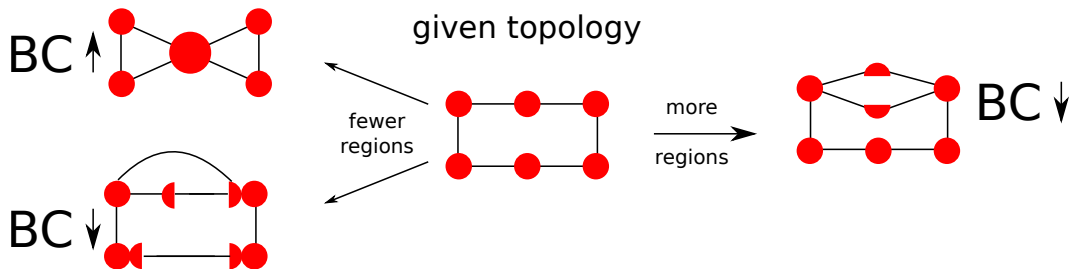 given topology
BC
fewer
regions
more
regions
BC
BC